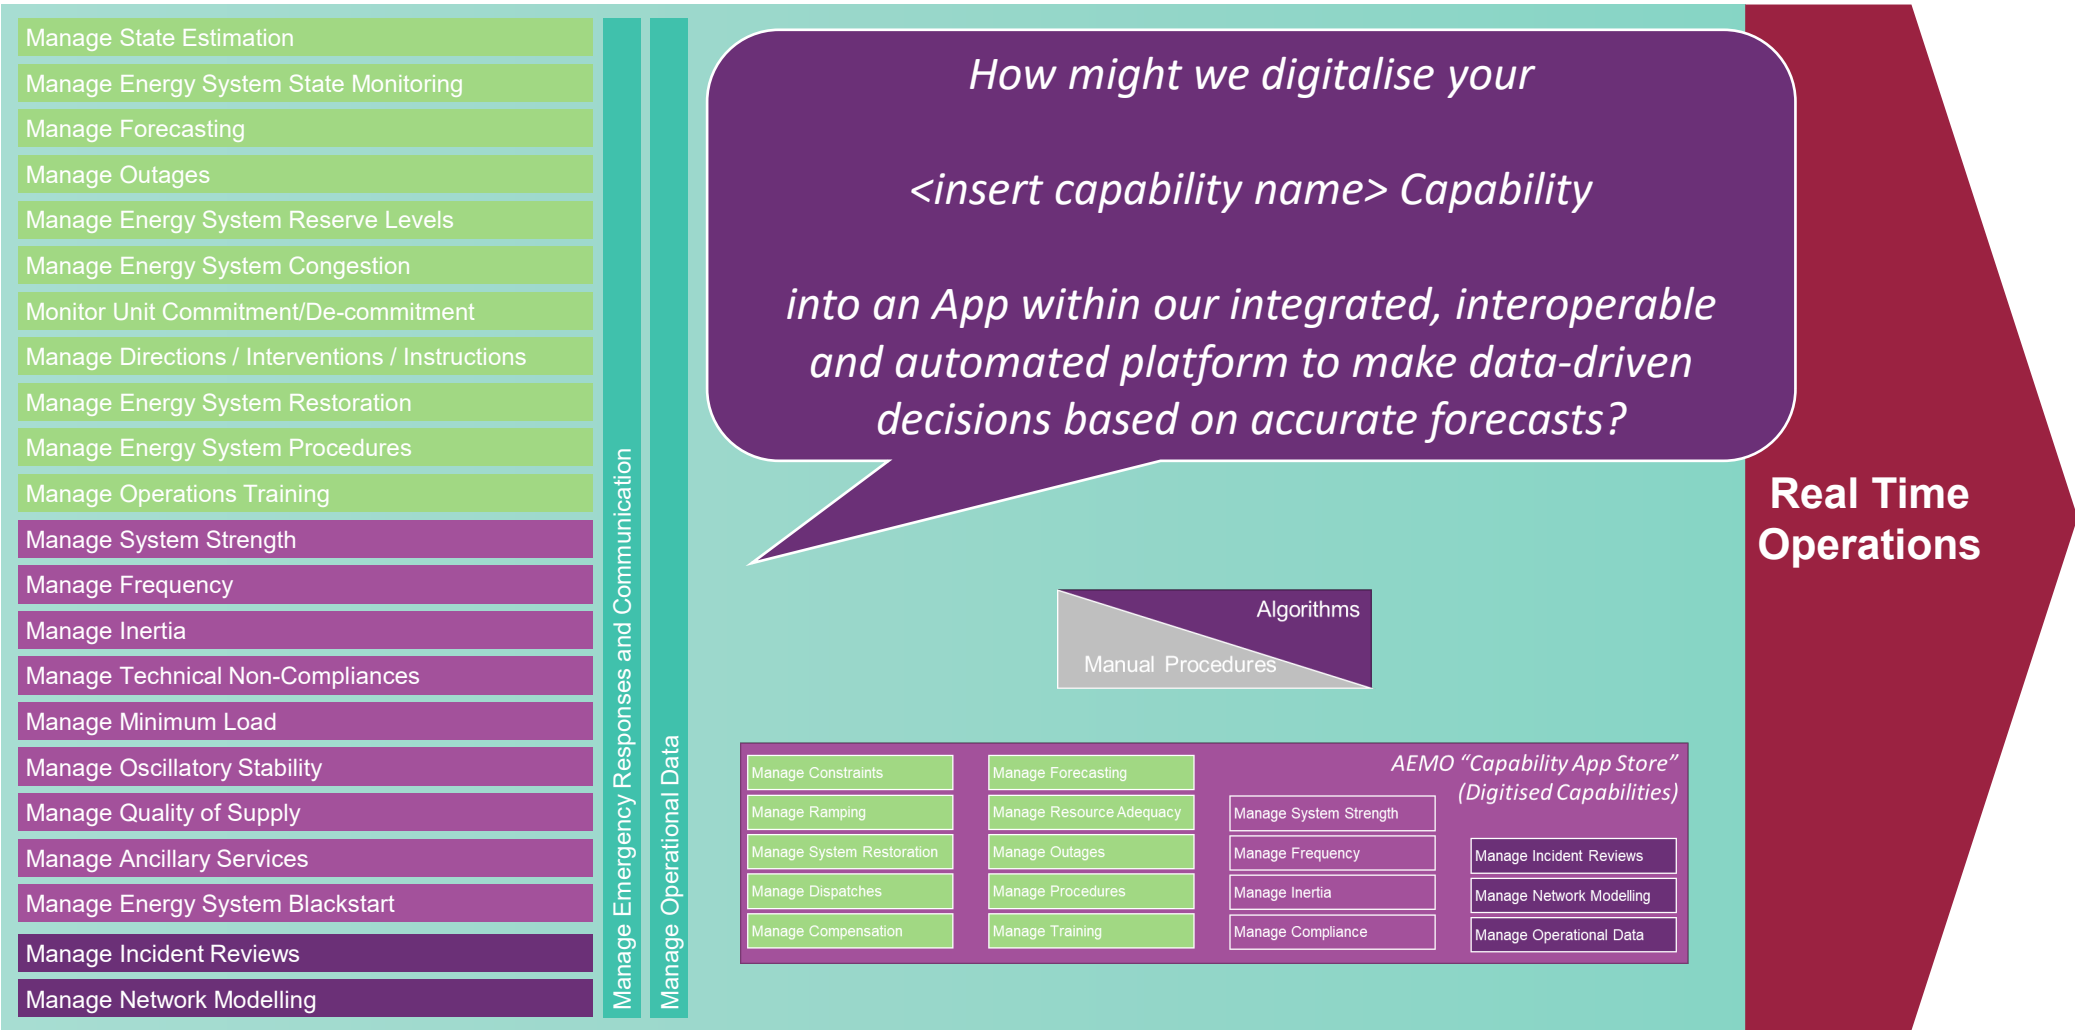 Manage State Estimation
Manage Energy System State Monitoring
Manage Forecasting
Manage Outages
Manage Energy System Reserve Levels
Manage Energy System Congestion
Monitor Unit Commitment/De-commitment
Manage Directions / Interventions / Instructions
Manage Energy System Restoration
Manage Energy System Procedures
Manage Operations Training
Manage System Strength
Manage Frequency
Manage Inertia
Manage Technical Non-Compliances
Manage Minimum Load
Manage Oscillatory Stability
Manage Quality of Supply
Manage Ancillary Services
Manage Energy System Blackstart
Manage Incident Reviews
Manage Network Modelling
Manage Emergency Responses and Communication
Manage Operational Data
How might we digitalise your
<insert capability name> Capability
into an App within our integrated, interoperable
and automated platform to make data-driven
decisions based on accurate forecasts?
Algorithms
Manual Procedures
AEMO “Capability App Store”
(Digitised Capabilities)
Manage Constraints
Manage Ramping
Manage System Restoration
Manage Dispatches
Manage Compensation
Manage Forecasting
Manage Resource Adequacy
Manage Outages
Manage Procedures
Manage Training
Manage System Strength
Manage Frequency
Manage Inertia
Manage Compliance
Manage Incident Reviews
Manage Network Modelling
Manage Operational Data
Real Time
Operations